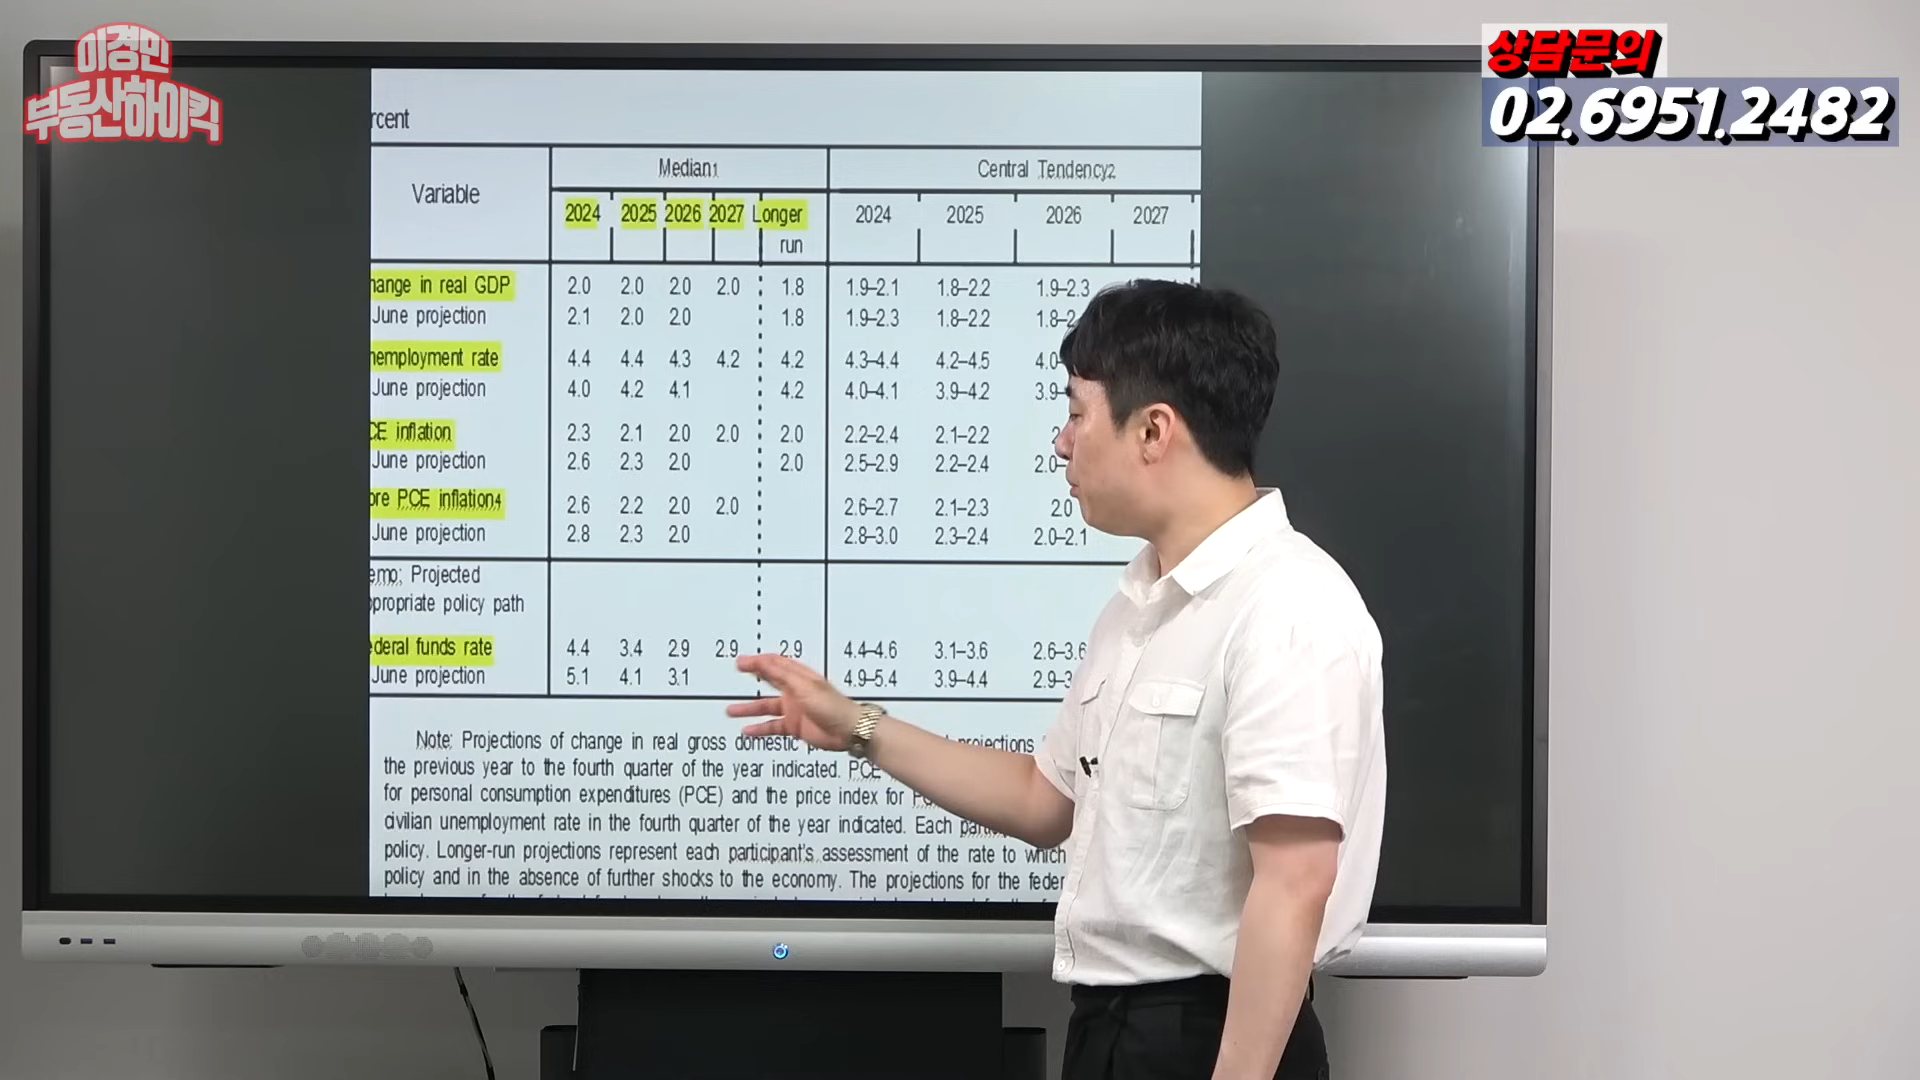 이경민
부동산하이킥
상담문의
02.6951.2482
rcent
Variable
Median1
Central Tendency2
2024 2025 2026 2027 Longer run
2024 2025 2026 2027
hange in real GDP 2.0 2.0 2.0 2.0 1.8 1.9–2.1 1.8–2.2 1.9–2.3
June projection 2.1 2.0 2.0 1.8 1.9–2.3 1.8–2.2 1.8–2
nemployment rate 4.4 4.4 4.3 4.2 4.2 4.3–4.4 4.2–4.5 4.0
June projection 4.0 4.2 4.1 4.2 4.0–4.1 3.9–4.2 3.9–
CE inflation 2.3 2.1 2.0 2.0 2.0 2.2–2.4 2.1–2.2 2
June projection 2.6 2.3 2.0 2.0 2.5–2.9 2.2–2.4 2.0–
ore PCE inflation4 2.6 2.2 2.0 2.0 2.6–2.7 2.1–2.3 2.0
June projection 2.8 2.3 2.0 2.8–3.0 2.3–2.4 2.0–2.1
emo: Projected
ppropriate policy path
ederal funds rate 4.4 3.4 2.9 2.9 2.9 4.4–4.6 3.1–3.6 2.6–3.6
June projection 5.1 4.1 3.1 4.9–5.4 3.9–4.4 2.9–3
Note: Projections of change in real gross domestic projections
the previous year to the fourth quarter of the year indicated. PCE
for personal consumption expenditures (PCE) and the price index for
civilian unemployment rate in the fourth quarter of the year indicated. Each
policy. Longer-run projections represent each participant's assessment of the rate to which
policy and in the absence of further shocks to the economy. The projections for the feder